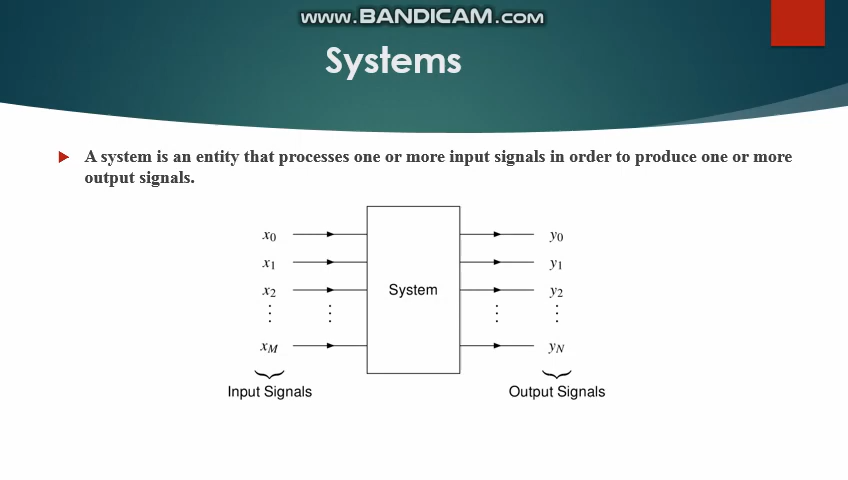 www.BANDICAM.com
Systems
A system is an entity that processes one or more input signals in order to produce one or more
output signals.
x0 y0
x1 y1
x2 System y2
xM yN
Input Signals Output Signals